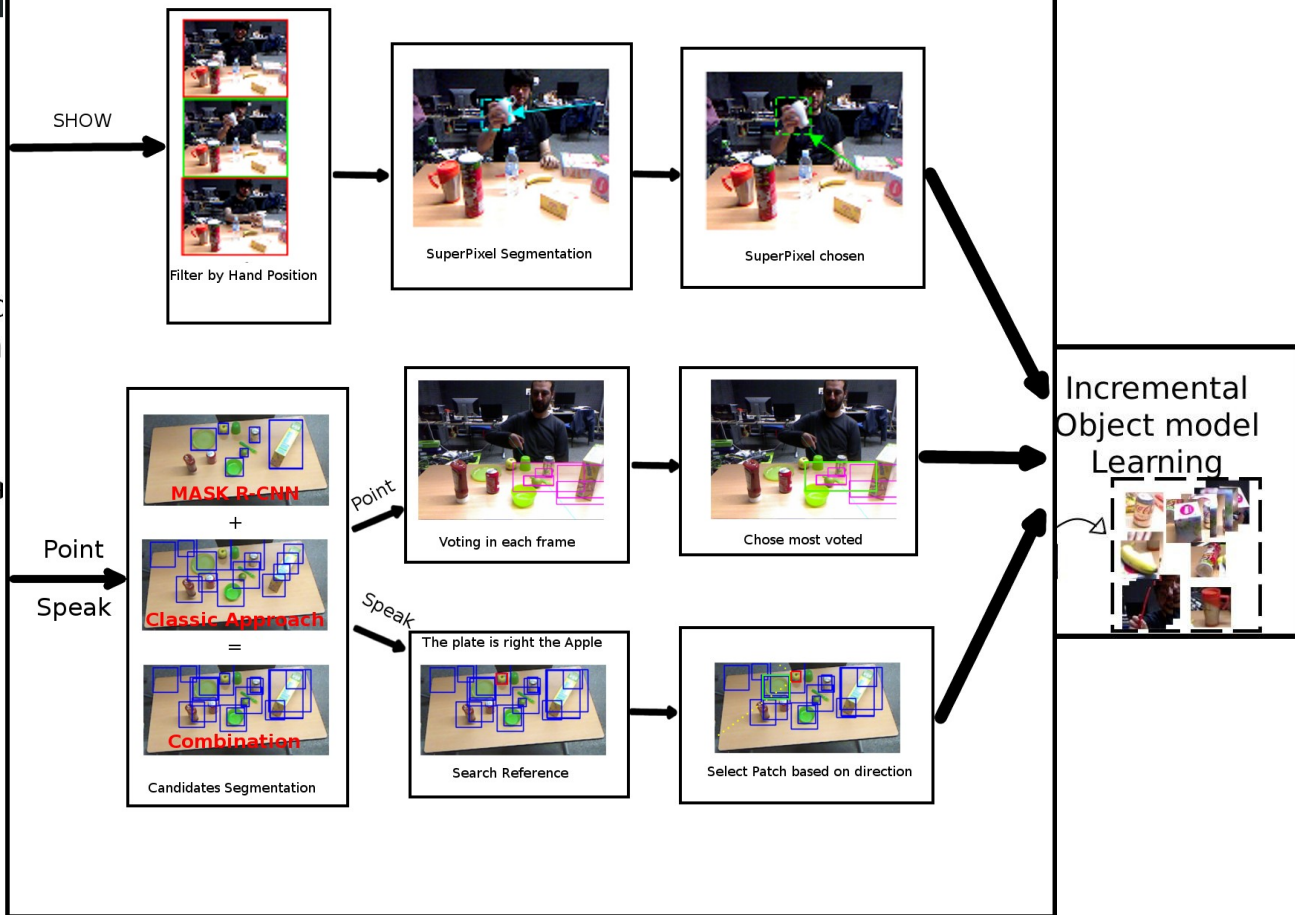 SHOW
Filter by Hand Position
SuperPixel Segmentation
SuperPixel chosen
Point
Speak
MASK R-CNN
+
Classic Approach
=
Combination
Candidates Segmentation
Point
Voting in each frame
Chose most voted
Speak
The plate is right the Apple
Search Reference
Select Patch based on direction
Incremental
Object model
Learning